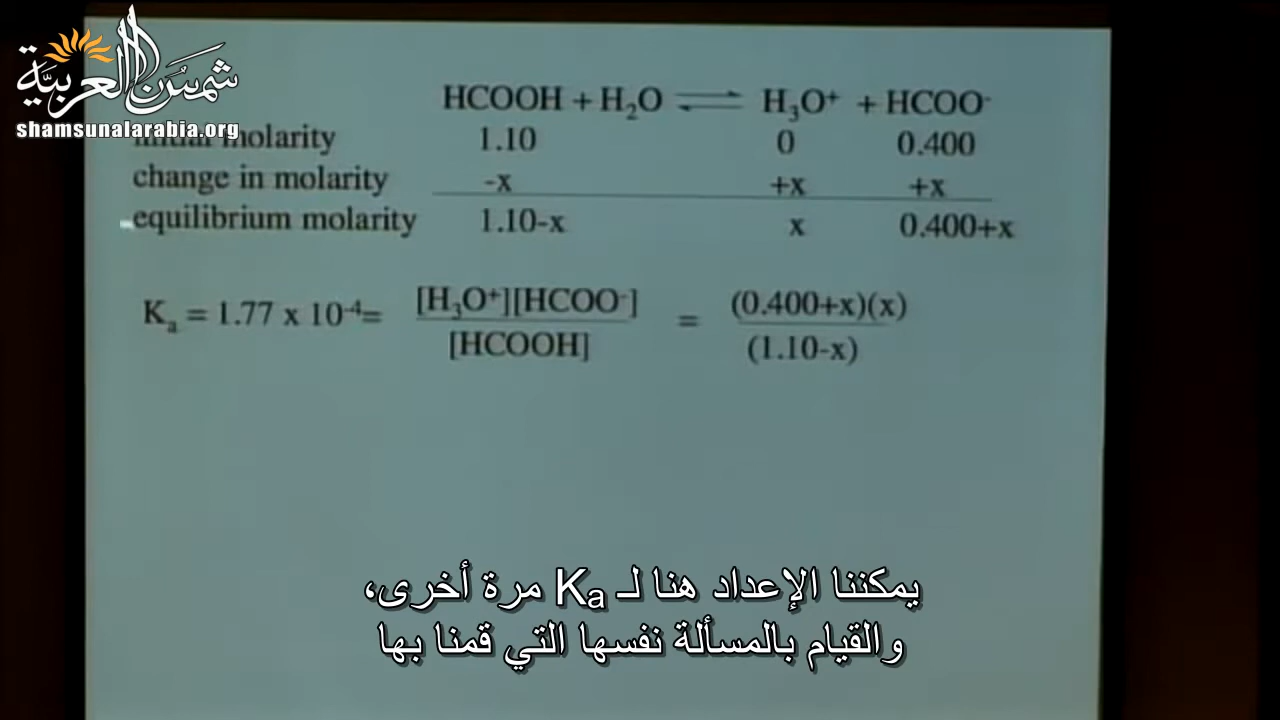 شمس العربية
shamsunalarabia.org
HCOOH + H₂O ⇌ H₃O⁺ + HCOO⁻
initial molarity 1.10 0 0.400
change in molarity -x +x +x
equilibrium molarity 1.10-x x 0.400+x
Kₐ = 1.77 x 10⁻⁴= [H₃O⁺][HCOO⁻] / [HCOOH] = (0.400+x)(x) / (1.10-x)
يمكننا الإعداد هنا لـ Kₐ مرة أخرى،
والقيام بالمسألة نفسها التي قمنا بها